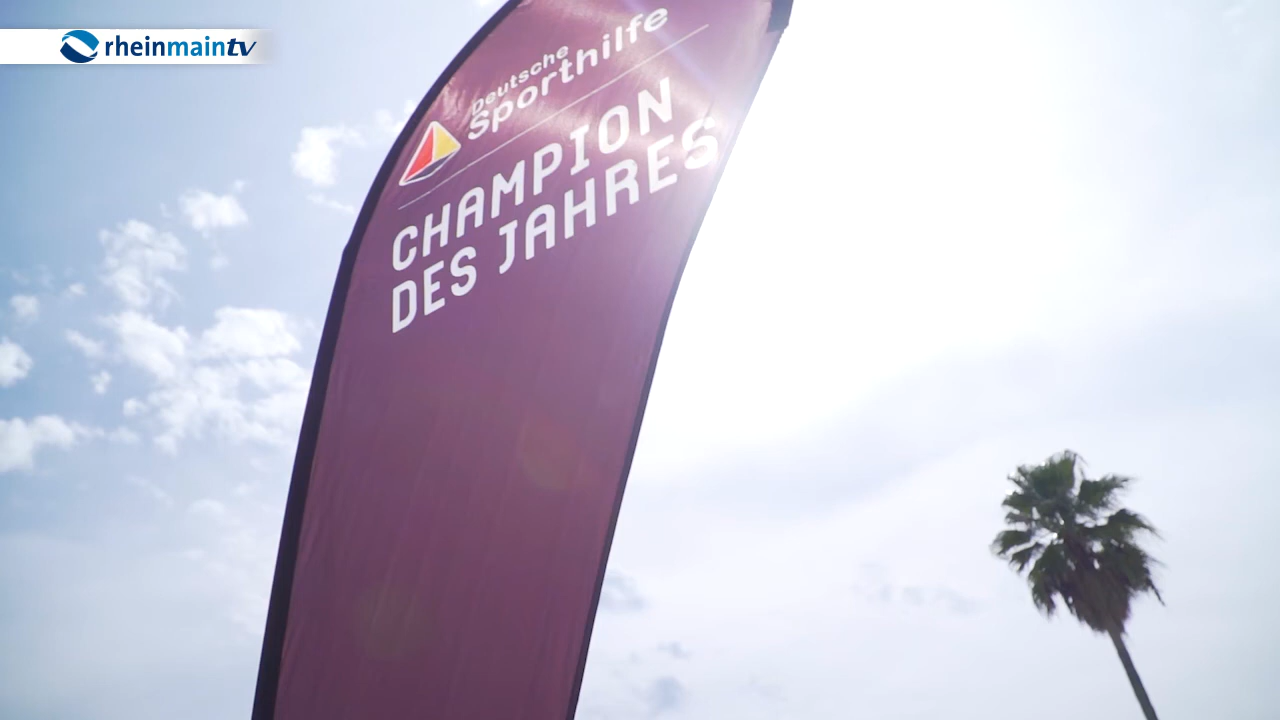 rheinmaintv
Deutsche
Sporthilfe
CHAMPION
DES JAHRES